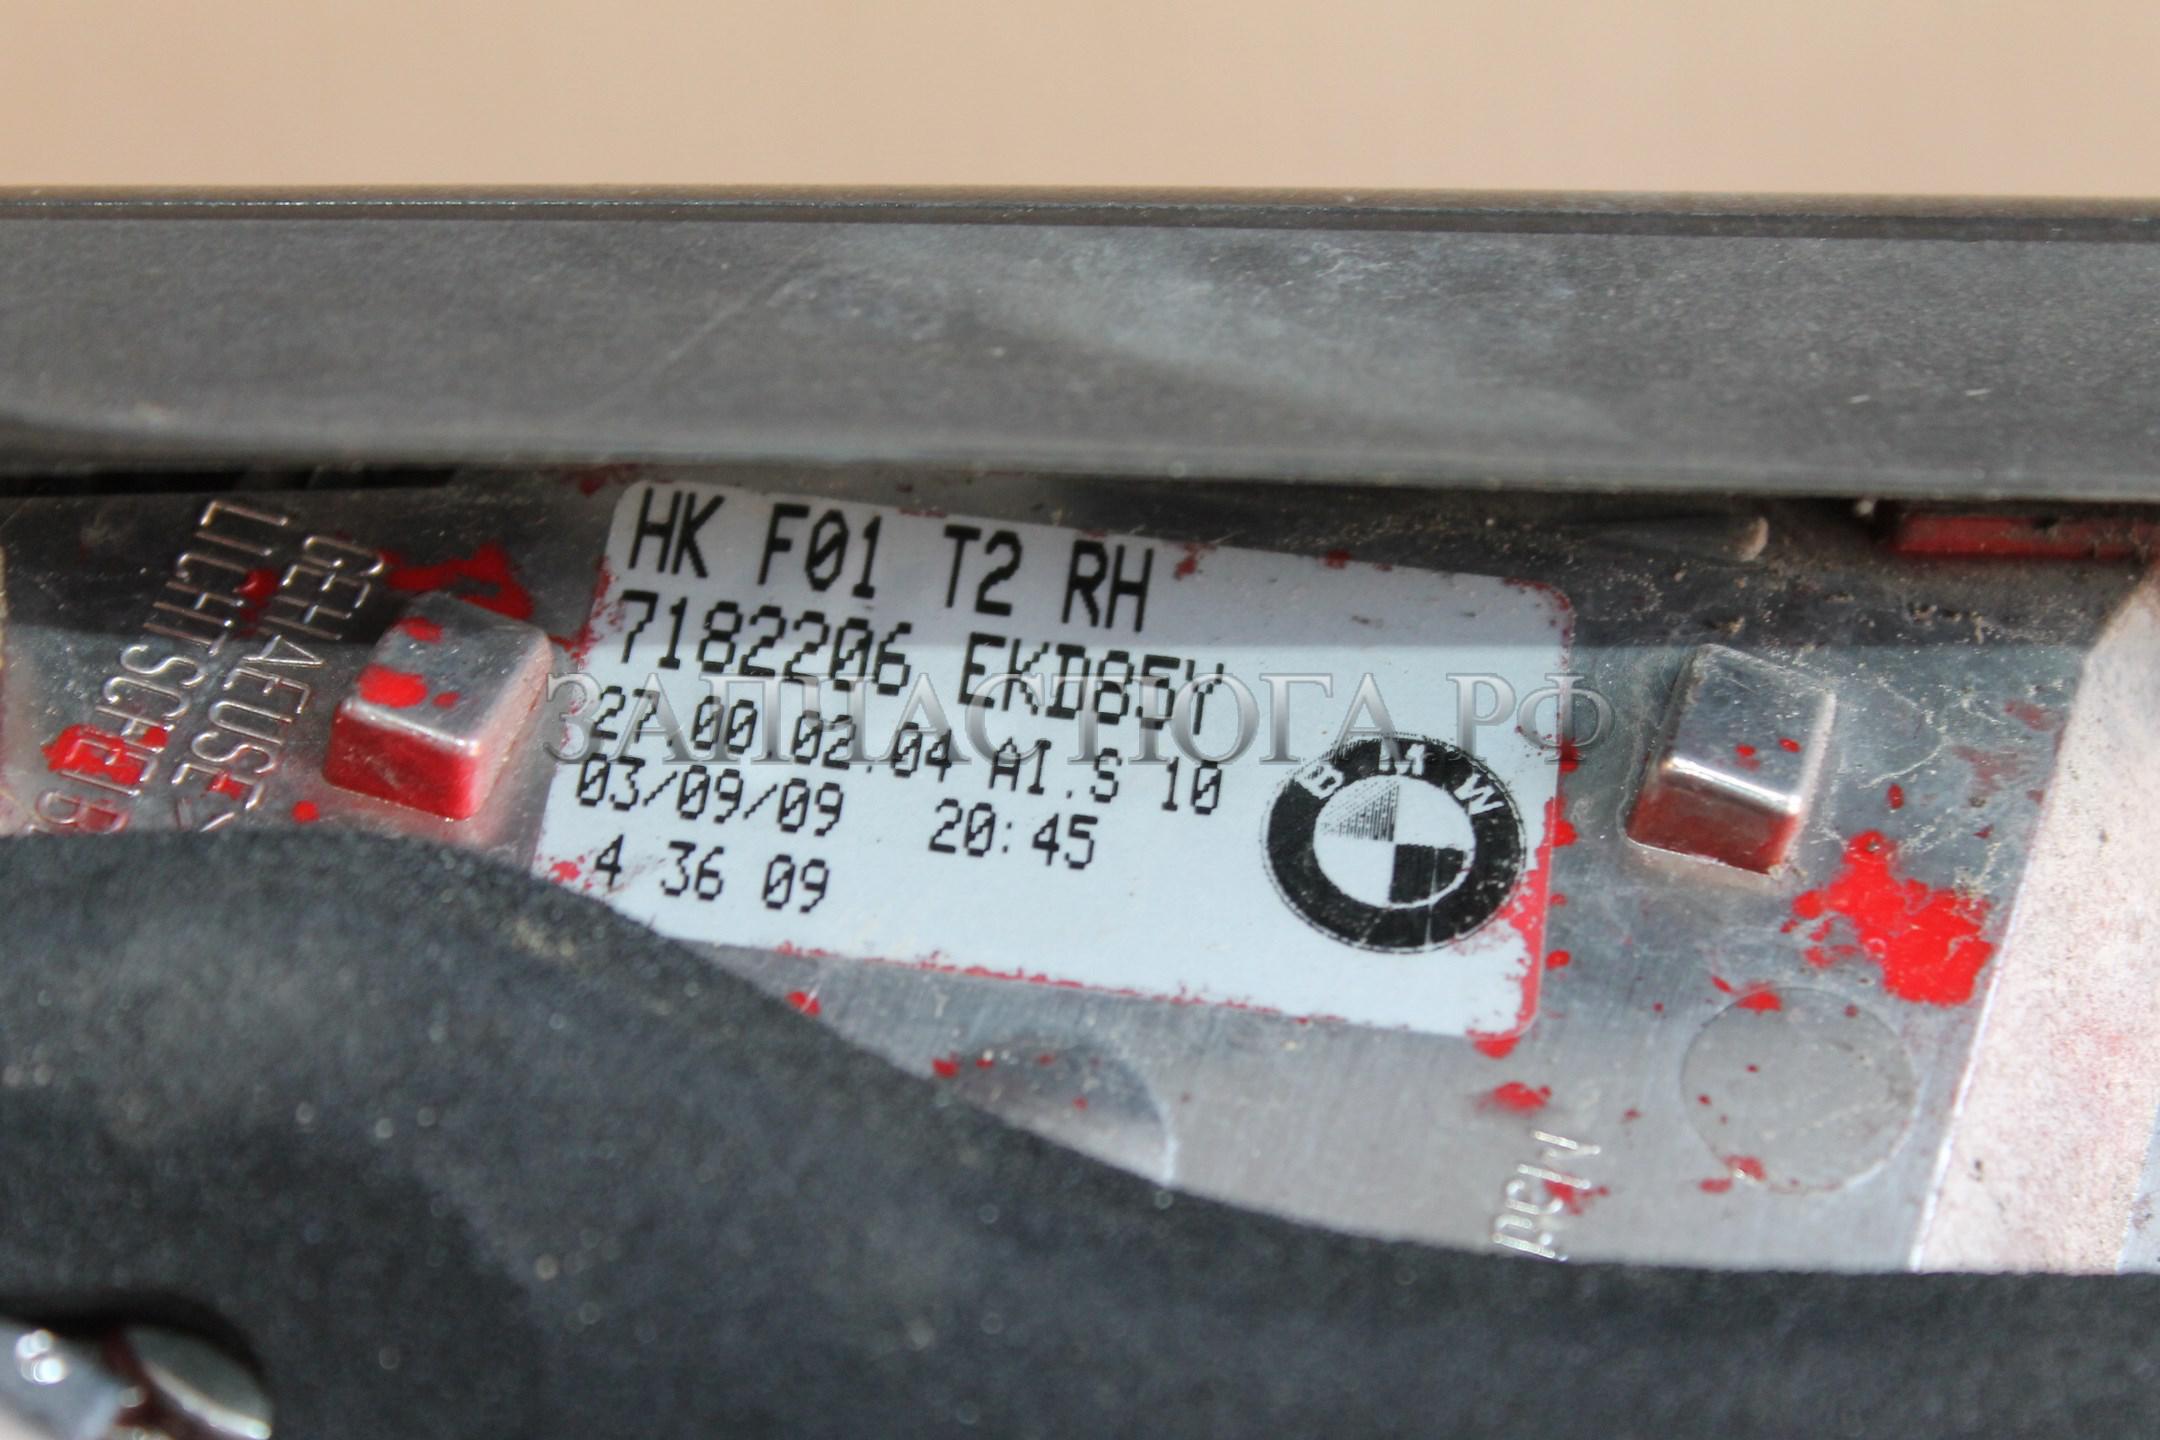 HK F01 T2 RH
7182206 EKD85Y
ЗАПЧАСТЮГА.РФ
27.00.02.04 AI.S 10
03/09/09 20:45
4 36 09
BMW
LICHTSCHEIB
GEHAEUSE